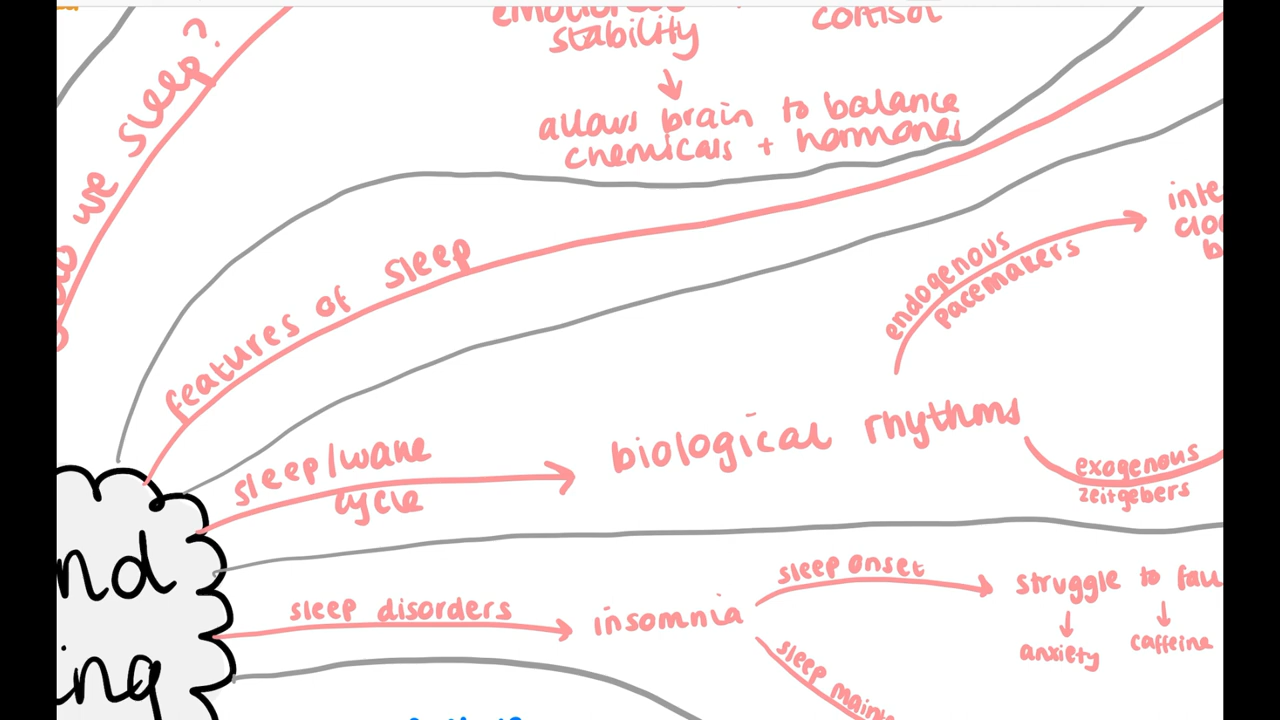 stability
cortisol
allows brain to balance
chemicals + hormones
we sleep?
features of sleep
endogenous
pacemakers
sleep/wake
cycle
biological rhythms
exogenous
zeitgebers
sleep disorders
insomnia
sleep onset
struggle to
anxiety
caffeine
sleep
nd
ing